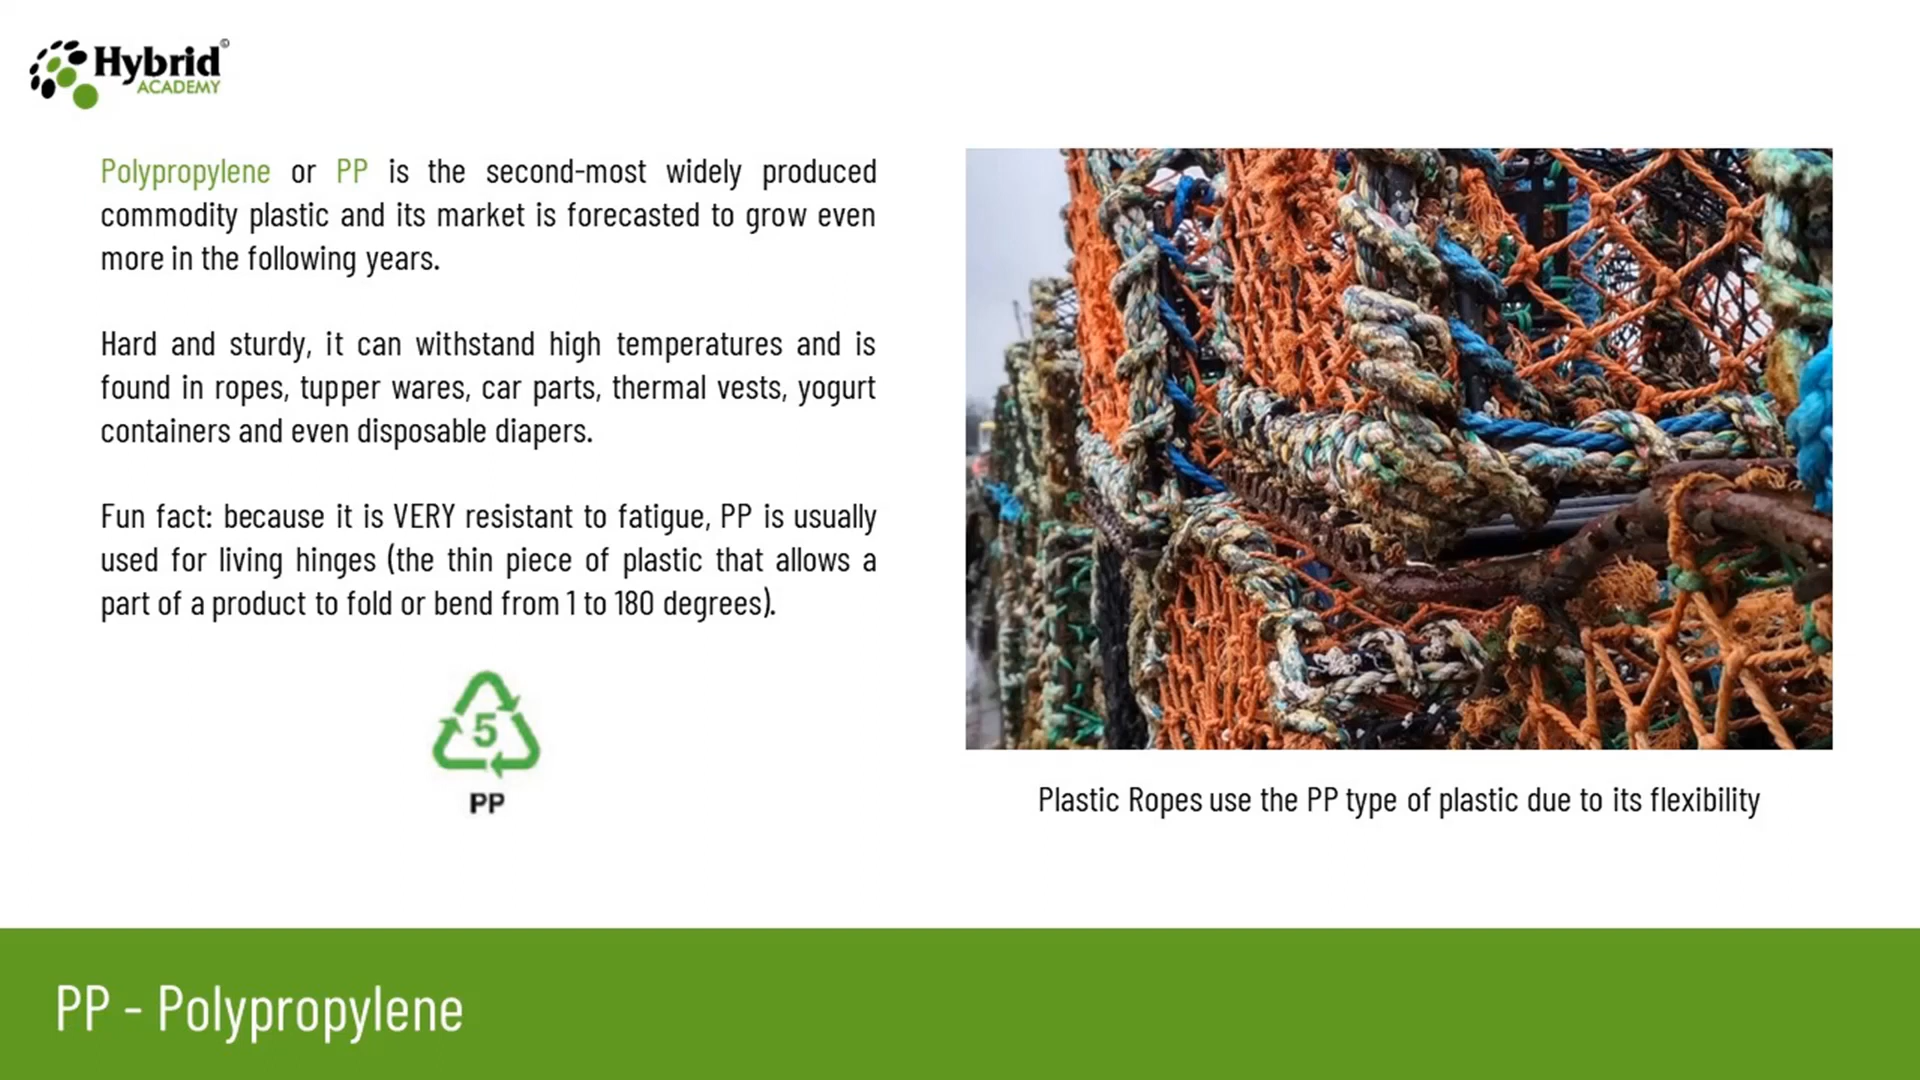 Hybrid©
ACADEMY
Polypropylene or PP is the second-most widely produced
commodity plastic and its market is forecasted to grow even
more in the following years.
Hard and sturdy, it can withstand high temperatures and is
found in ropes, tupper wares, car parts, thermal vests, yogurt
containers and even disposable diapers.
Fun fact: because it is VERY resistant to fatigue, PP is usually
used for living hinges (the thin piece of plastic that allows a
part of a product to fold or bend from 1 to 180 degrees).
5
PP
Plastic Ropes use the PP type of plastic due to its flexibility
PP - Polypropylene